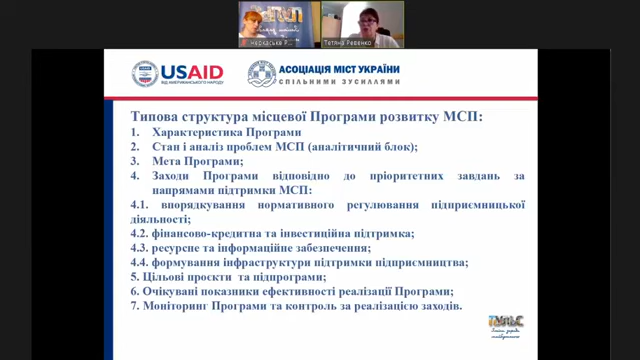 Черкаське Р...
Тетяна Ревенко
USAID
ВІД АМЕРИКАНСЬКОГО НАРОДУ
АСОЦІАЦІЯ МІСТ УКРАЇНИ
СПІЛЬНИМИ ЗУСИЛЛЯМИ
Типова структура місцевої Програми розвитку МСП:
1. Характеристика Програми
2. Стан і аналіз проблем МСП (аналітичний блок);
3. Мета Програми;
4. Заходи Програми відповідно до пріоритетних завдань за
напрямами підтримки МСП:
4.1. впорядкування нормативного регулювання підприємницької
діяльності;
4.2. фінансово-кредитна та інвестиційна підтримка;
4.3. ресурсне та інформаційне забезпечення;
4.4. формування інфраструктури підтримки підприємництва;
5. Цільові проєкти та підпрограми;
6. Очікувані показники ефективності реалізації Програми;
7. Моніторинг Програми та контроль за реалізацією заходів.
ПУЛЬС